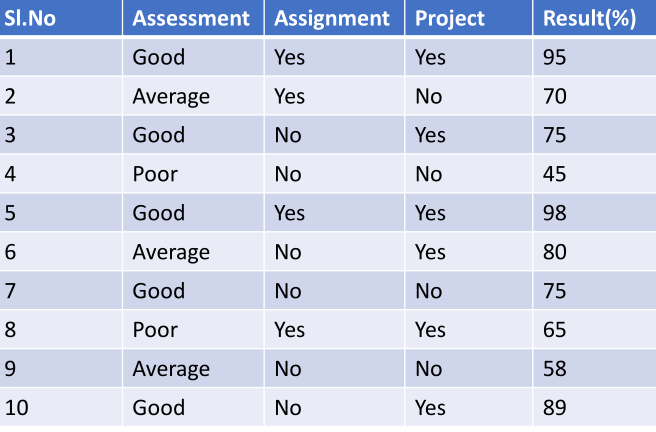 Sl.No Assessment Assignment Project Result(%)
1 Good Yes Yes 95
2 Average Yes No 70
3 Good No Yes 75
4 Poor No No 45
5 Good Yes Yes 98
6 Average No Yes 80
7 Good No No 75
8 Poor Yes Yes 65
9 Average No No 58
10 Good No Yes 89